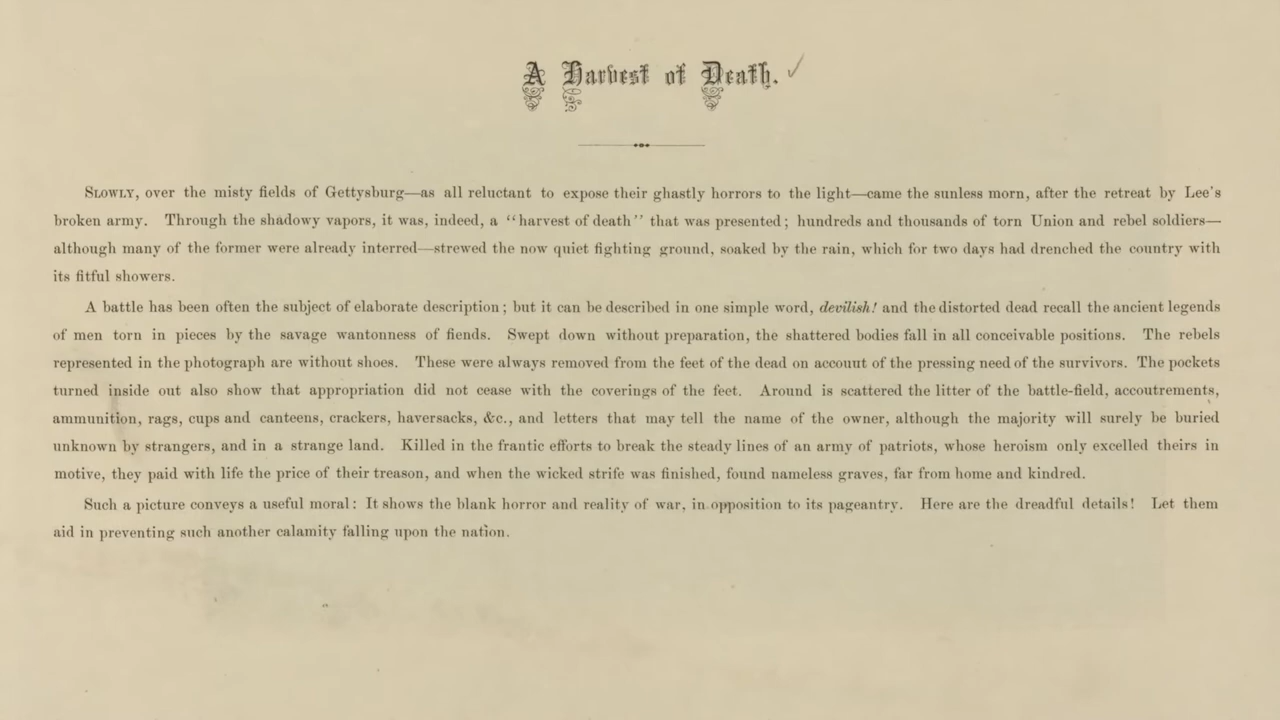 A Harvest of Death.
Slowly, over the misty fields of Gettysburg—as all reluctant to expose their ghastly horrors to the light—came the sunless morn, after the retreat by Lee's
broken army. Through the shadowy vapors, it was, indeed, a “harvest of death” that was presented; hundreds and thousands of torn Union and rebel soldiers—
although many of the former were already interred—strewed the now quiet fighting ground, soaked by the rain, which for two days had drenched the country with
its fitful showers.
A battle has been often the subject of elaborate description; but it can be described in one simple word, devilish! and the distorted dead recall the ancient legends
of men torn in pieces by the savage wantonness of fiends. Swept down without preparation, the shattered bodies fall in all conceivable positions. The rebels
represented in the photograph are without shoes. These were always removed from the feet of the dead on account of the pressing need of the survivors. The pockets
turned inside out also show that appropriation did not cease with the coverings of the feet. Around is scattered the litter of the battle-field, accoutrements,
ammunition, rags, cups and canteens, crackers, haversacks, &c., and letters that may tell the name of the owner, although the majority will surely be buried
unknown by strangers, and in a strange land. Killed in the frantic efforts to break the steady lines of an army of patriots, whose heroism only excelled theirs in
motive, they paid with life the price of their treason, and when the wicked strife was finished, found nameless graves, far from home and kindred.
Such a picture conveys a useful moral: It shows the blank horror and reality of war, in opposition to its pageantry. Here are the dreadful details! Let them
aid in preventing such another calamity falling upon the nation.